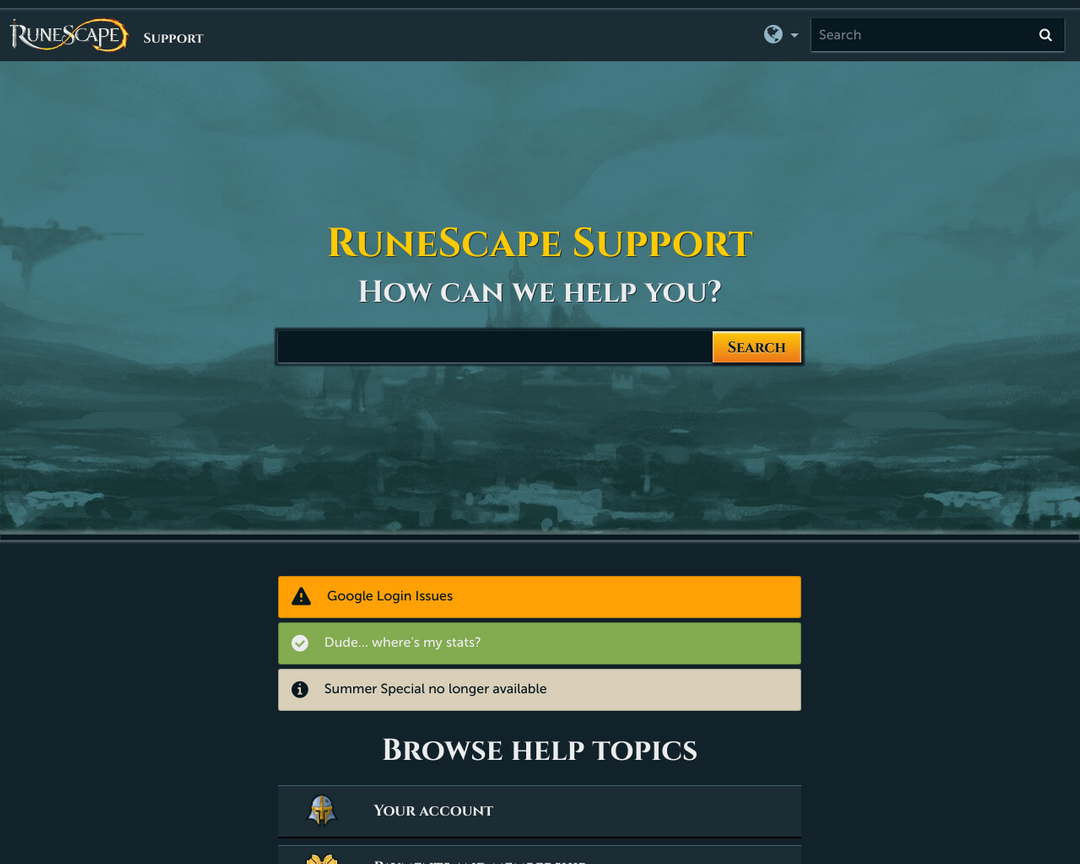 RuneScape Support
Search
RuneScape Support
How can we help you?
Search
Google Login Issues
Dude... where's my stats?
Summer Special no longer available
Browse help topics
Your account